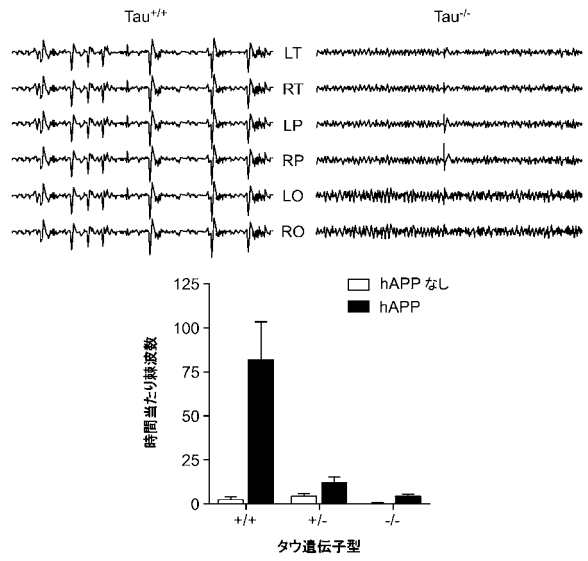 Tau+/+ Tau-/-
LT
RT
LP
RP
LO
RO
hAPP なし
hAPP
125
100
75
50
25
0
時間当たり棘波数
+/+ +/- -/-
タウ遺伝子型